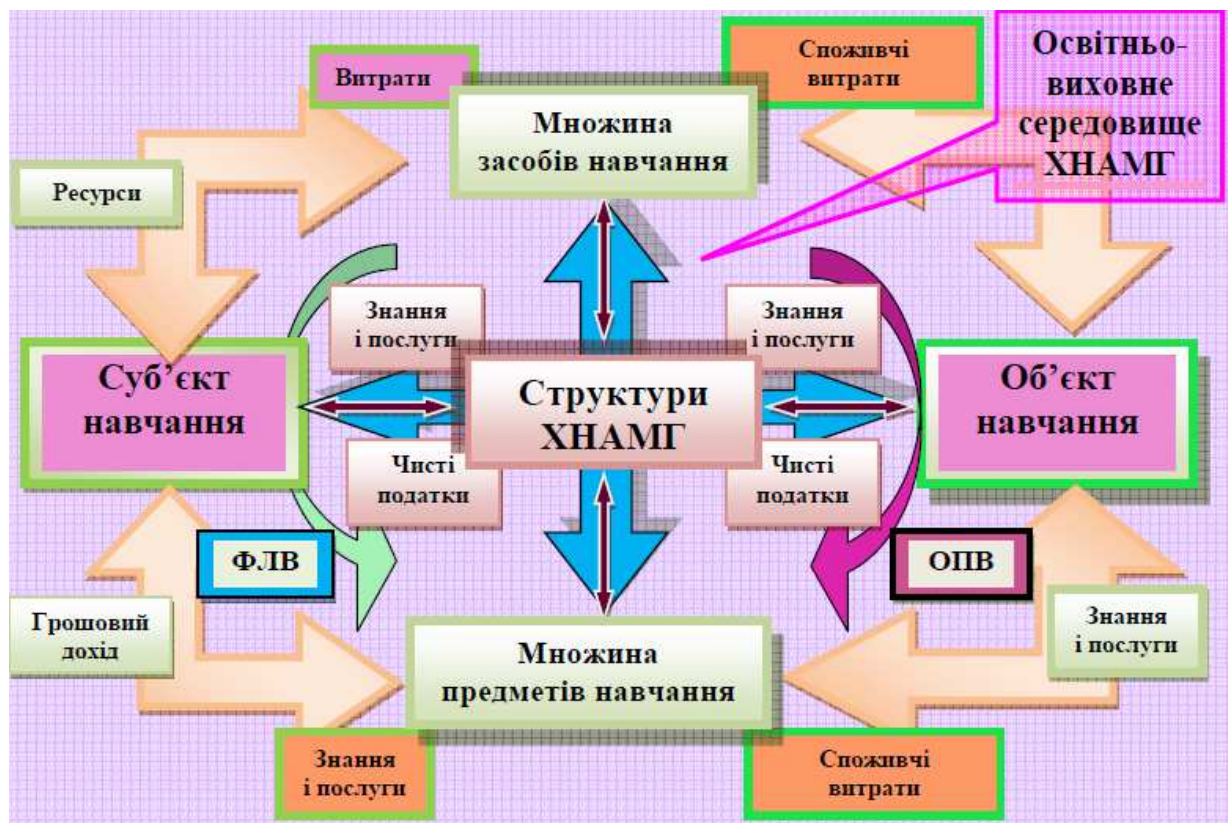 Витрати
Споживчі
витрати
Освітньо-
виховне
середовище
ХНАМГ
Множина
засобів навчання
Ресурси
Знання
і послуги
Знання
і послуги
Суб’єкт
навчання
Структури
ХНАМГ
Об’єкт
навчання
Чисті
податки
Чисті
податки
ФЛВ
ОПВ
Грошовий
дохід
Множина
предметів навчання
Знання
і послуги
Знання
і послуги
Споживчі
витрати